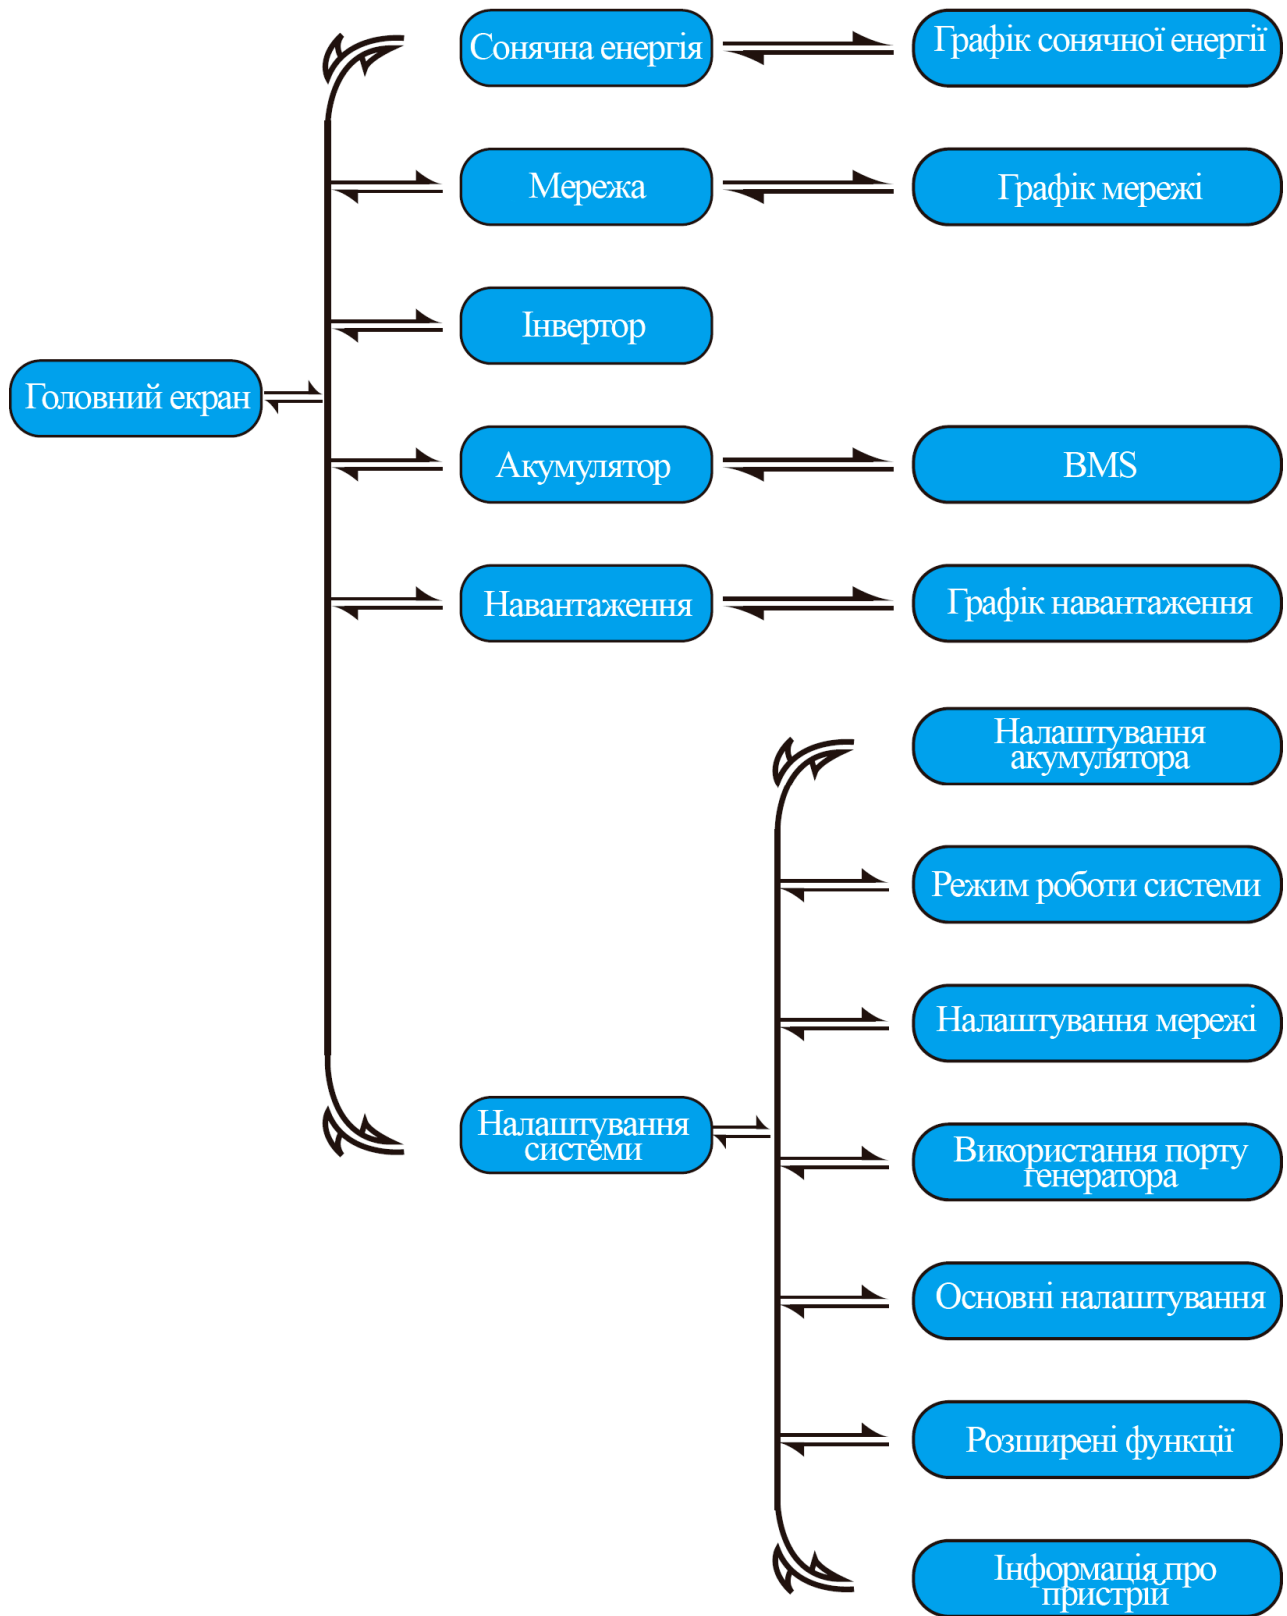 Сонячна енергія
Графік сонячної енергії
Мережа
Графік мережі
Інвертор
Головний екран
Акумулятор
BMS
Навантаження
Графік навантаження
Налаштування
акумулятора
Режим роботи системи
Налаштування мережі
Налаштування
системи
Використання порту
генератора
Основні налаштування
Розширені функції
Інформація про
пристрій